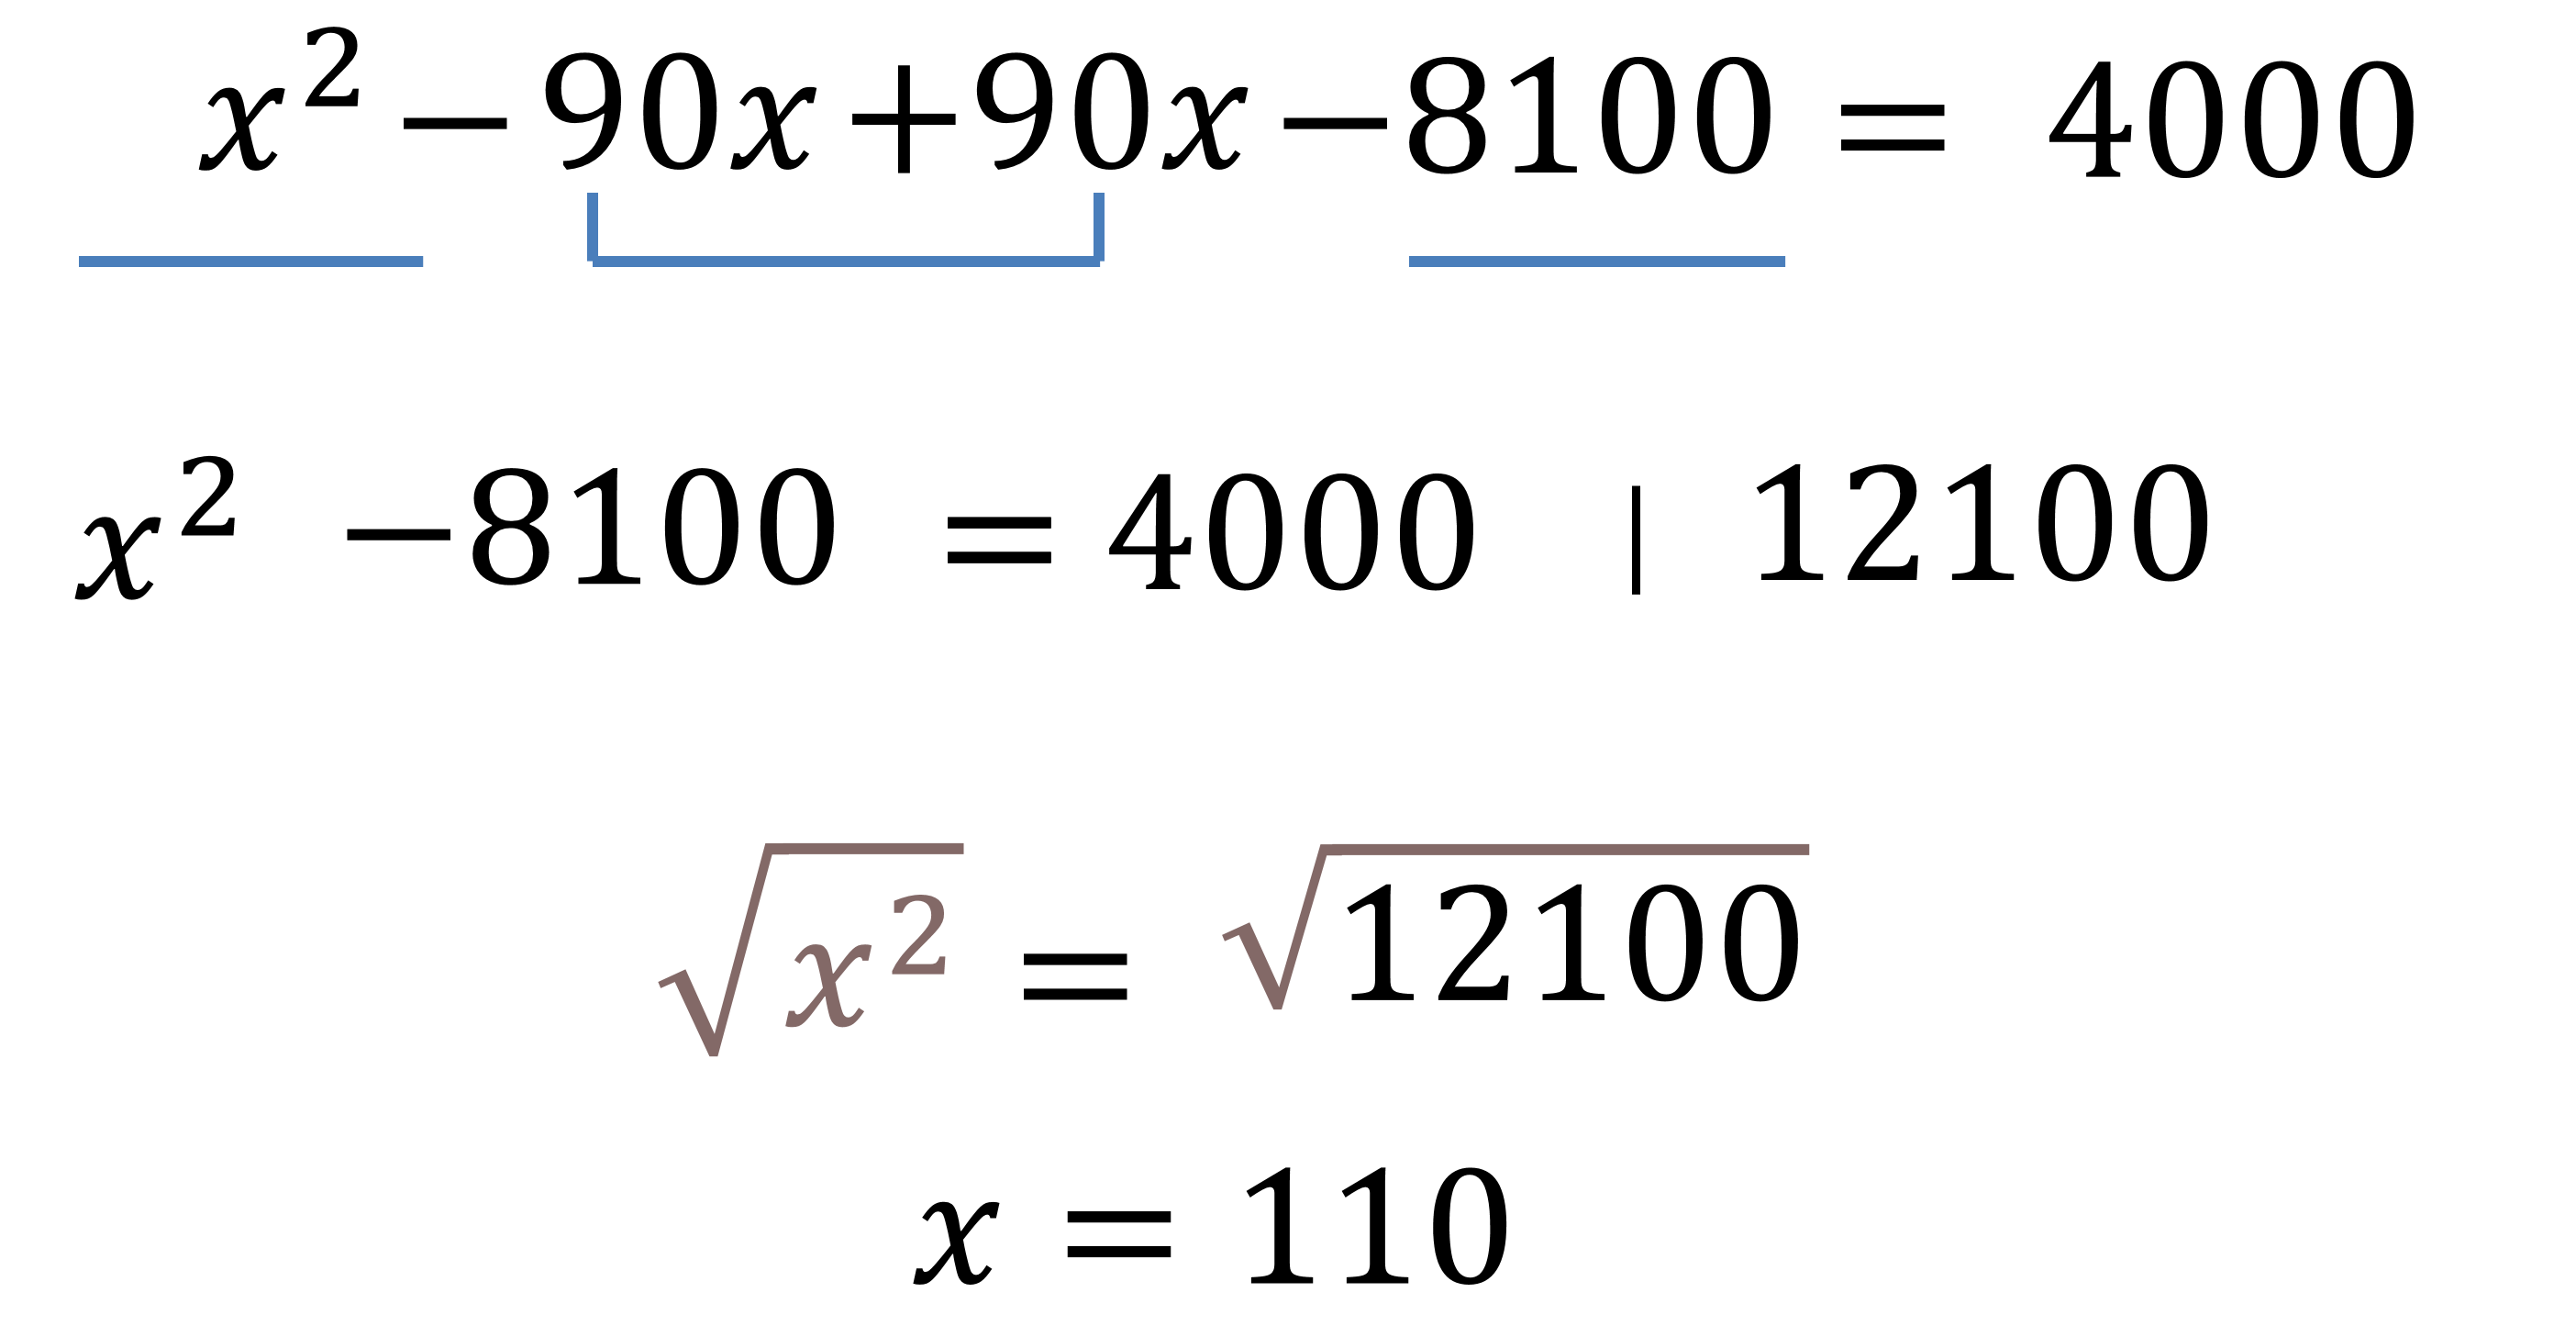 x² − 90x + 90x − 8100 = 4000
x² − 8100 = 4000 | 12100
√x² = √12100
x = 110